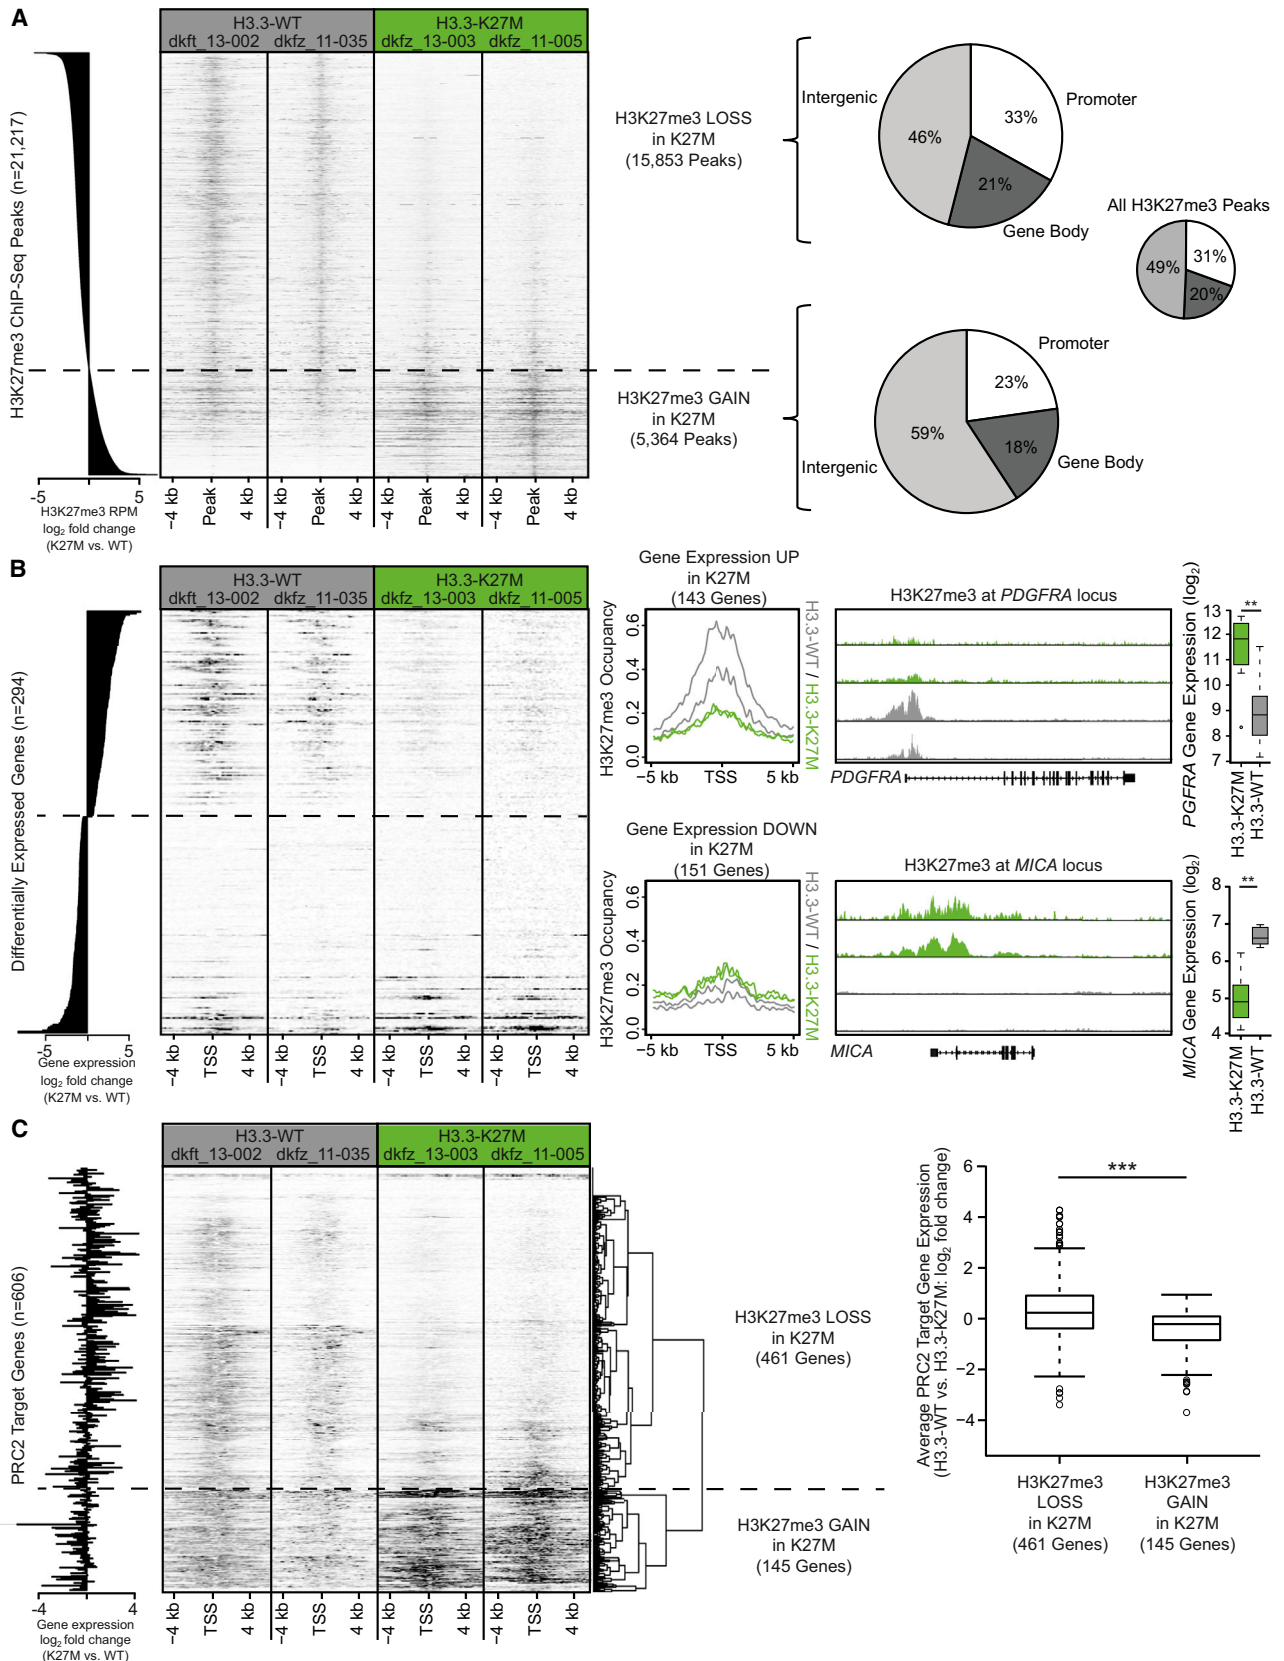 A
H3.3-WT
H3.3-K27M
dkft_13-002
dkfz_11-035
dkfz_13-003
dkfz_11-005
H3K27me3 ChIP-Seq Peaks (n=21,217)
-5
5
H3K27me3 RPM
log2 fold change
(K27M vs. WT)
−4 kb
Peak
4 kb
−4 kb
Peak
4 kb
−4 kb
Peak
4 kb
−4 kb
Peak
4 kb
H3K27me3 LOSS
in K27M
(15,853 Peaks)
H3K27me3 GAIN
in K27M
(5,364 Peaks)
Intergenic
Promoter
Gene Body
46%
33%
21%
All H3K27me3 Peaks
49%
31%
20%
Promoter
Gene Body
Intergenic
23%
18%
59%
B
H3.3-WT
H3.3-K27M
dkft_13-002
dkfz_11-035
dkfz_13-003
dkfz_11-005
Differentially Expressed Genes (n=294)
-5
5
Gene expression
log2 fold change
(K27M vs. WT)
−4 kb
TSS
4 kb
−4 kb
TSS
4 kb
−4 kb
TSS
4 kb
−4 kb
TSS
4 kb
Gene Expression UP
in K27M
(143 Genes)
H3K27me3 Occupancy
0.6
0.4
0.2
0.0
−5 kb
TSS
5 kb
H3.3-WT / H3.3-K27M
H3K27me3 at PDGFRA locus
PDGFRA
PGFRA Gene Expression (log2)
13
12
11
10
9
8
7
**
H3.3-K27M
H3.3-WT
Gene Expression DOWN
in K27M
(151 Genes)
H3K27me3 Occupancy
0.6
0.4
0.2
0.0
−5 kb
TSS
5 kb
H3.3-WT / H3.3-K27M
H3K27me3 at MICA locus
MICA
MICA Gene Expression (log2)
8
7
6
5
4
**
H3.3-K27M
H3.3-WT
C
H3.3-WT
H3.3-K27M
dkft_13-002
dkfz_11-035
dkfz_13-003
dkfz_11-005
PRC2 Target Genes (n=606)
-4
4
Gene expression
log2 fold change
(K27M vs. WT)
−4 kb
TSS
4 kb
−4 kb
TSS
4 kb
−4 kb
TSS
4 kb
−4 kb
TSS
4 kb
H3K27me3 LOSS
in K27M
(461 Genes)
H3K27me3 GAIN
in K27M
(145 Genes)
Average PRC2 Target Gene Expression
(H3.3-WT vs. H3.3-K27M: log2 fold change)
6
4
2
0
−2
−4
***
H3K27me3
LOSS
in K27M
(461 Genes)
H3K27me3
GAIN
in K27M
(145 Genes)